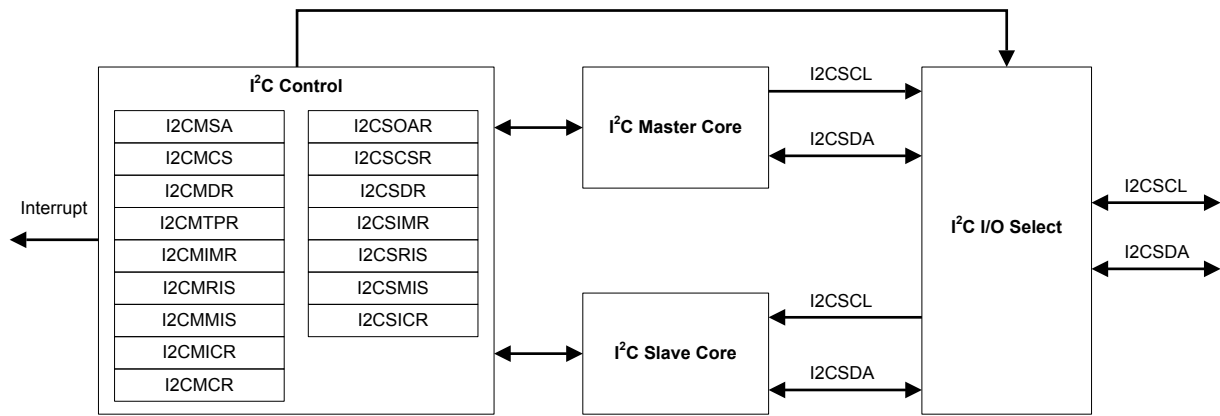 I²C Control
I2CMSA
I2CMCS
I2CMDR
I2CMTPR
I2CMIMR
I2CMRIS
I2CMMIS
I2CMICR
I2CMCR
I2CSOAR
I2CSCSR
I2CSDR
I2CSIMR
I2CSRIS
I2CSMIS
I2CSICR
Interrupt
I²C Master Core
I2CSCL
I2CSDA
I²C Slave Core
I2CSCL
I2CSDA
I²C I/O Select
I2CSCL
I2CSDA